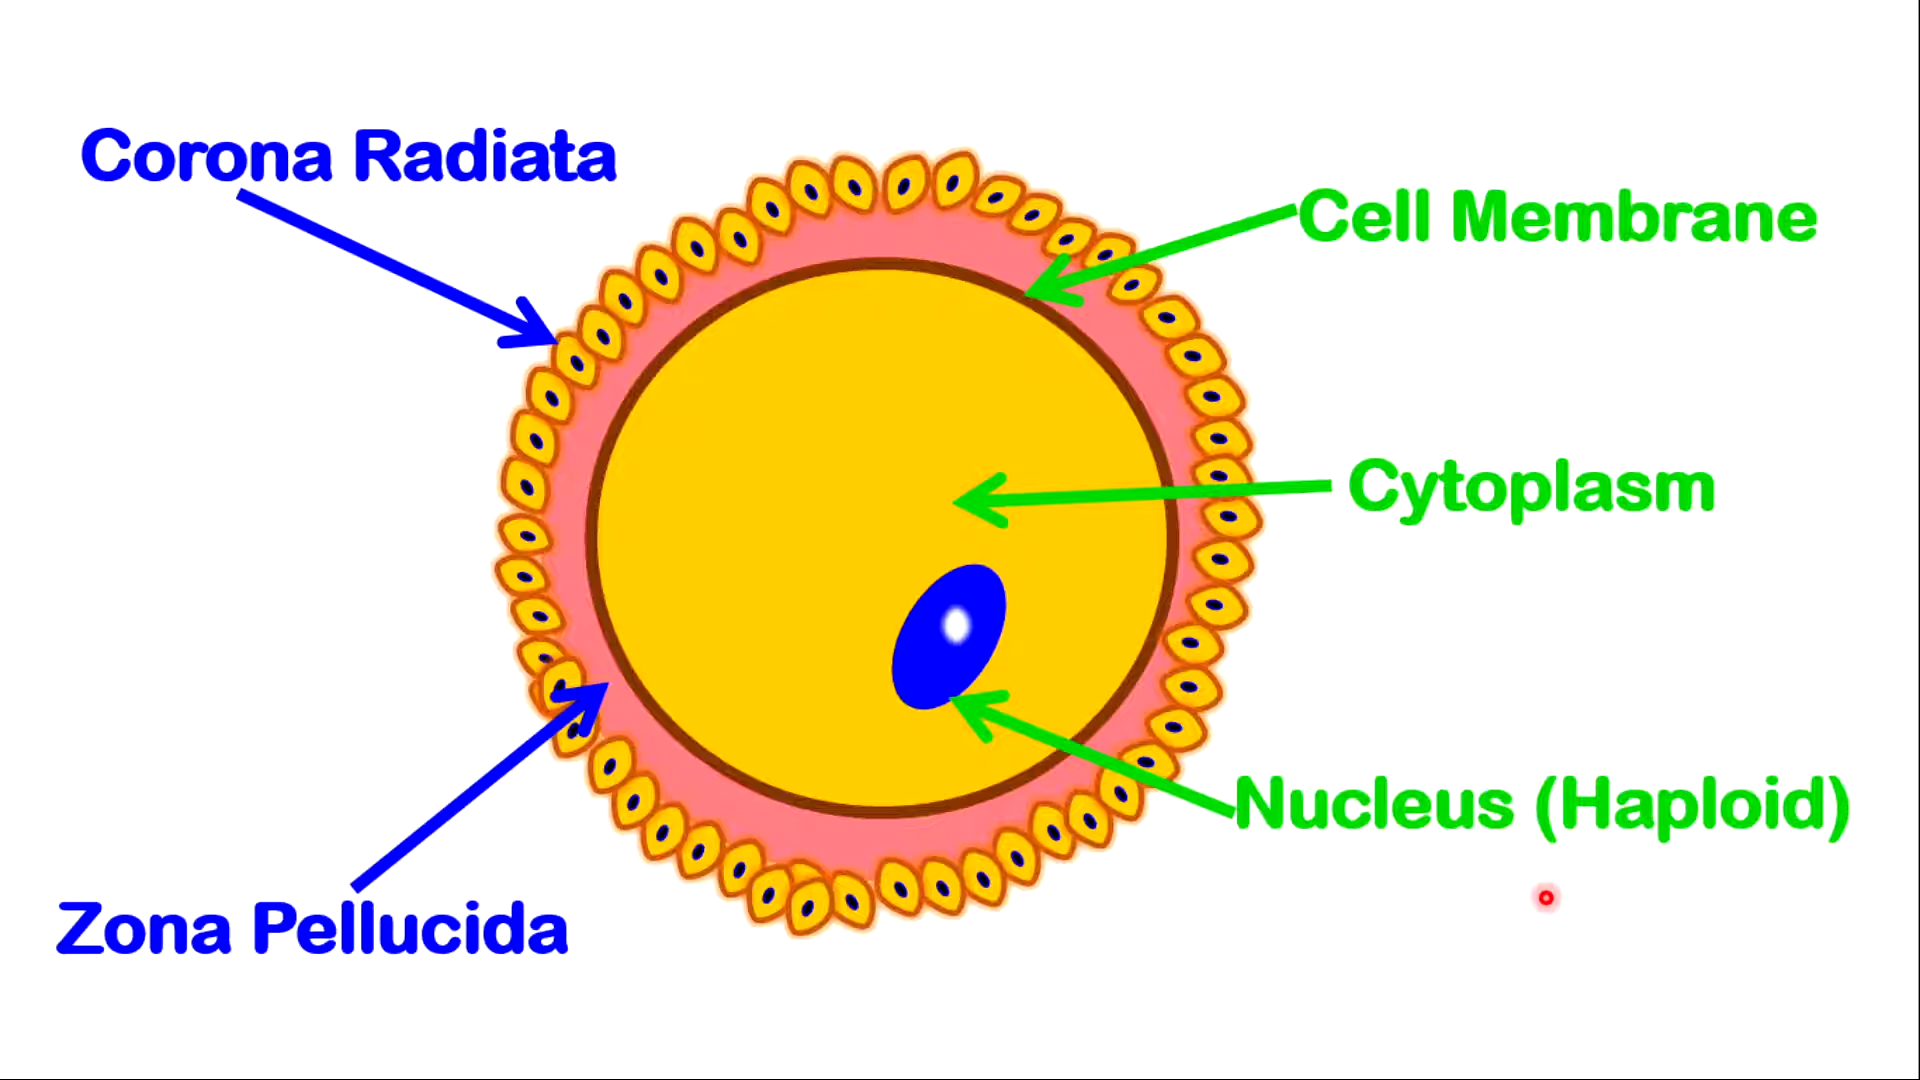 Corona Radiata
Cell Membrane
Cytoplasm
Nucleus (Haploid)
Zona Pellucida